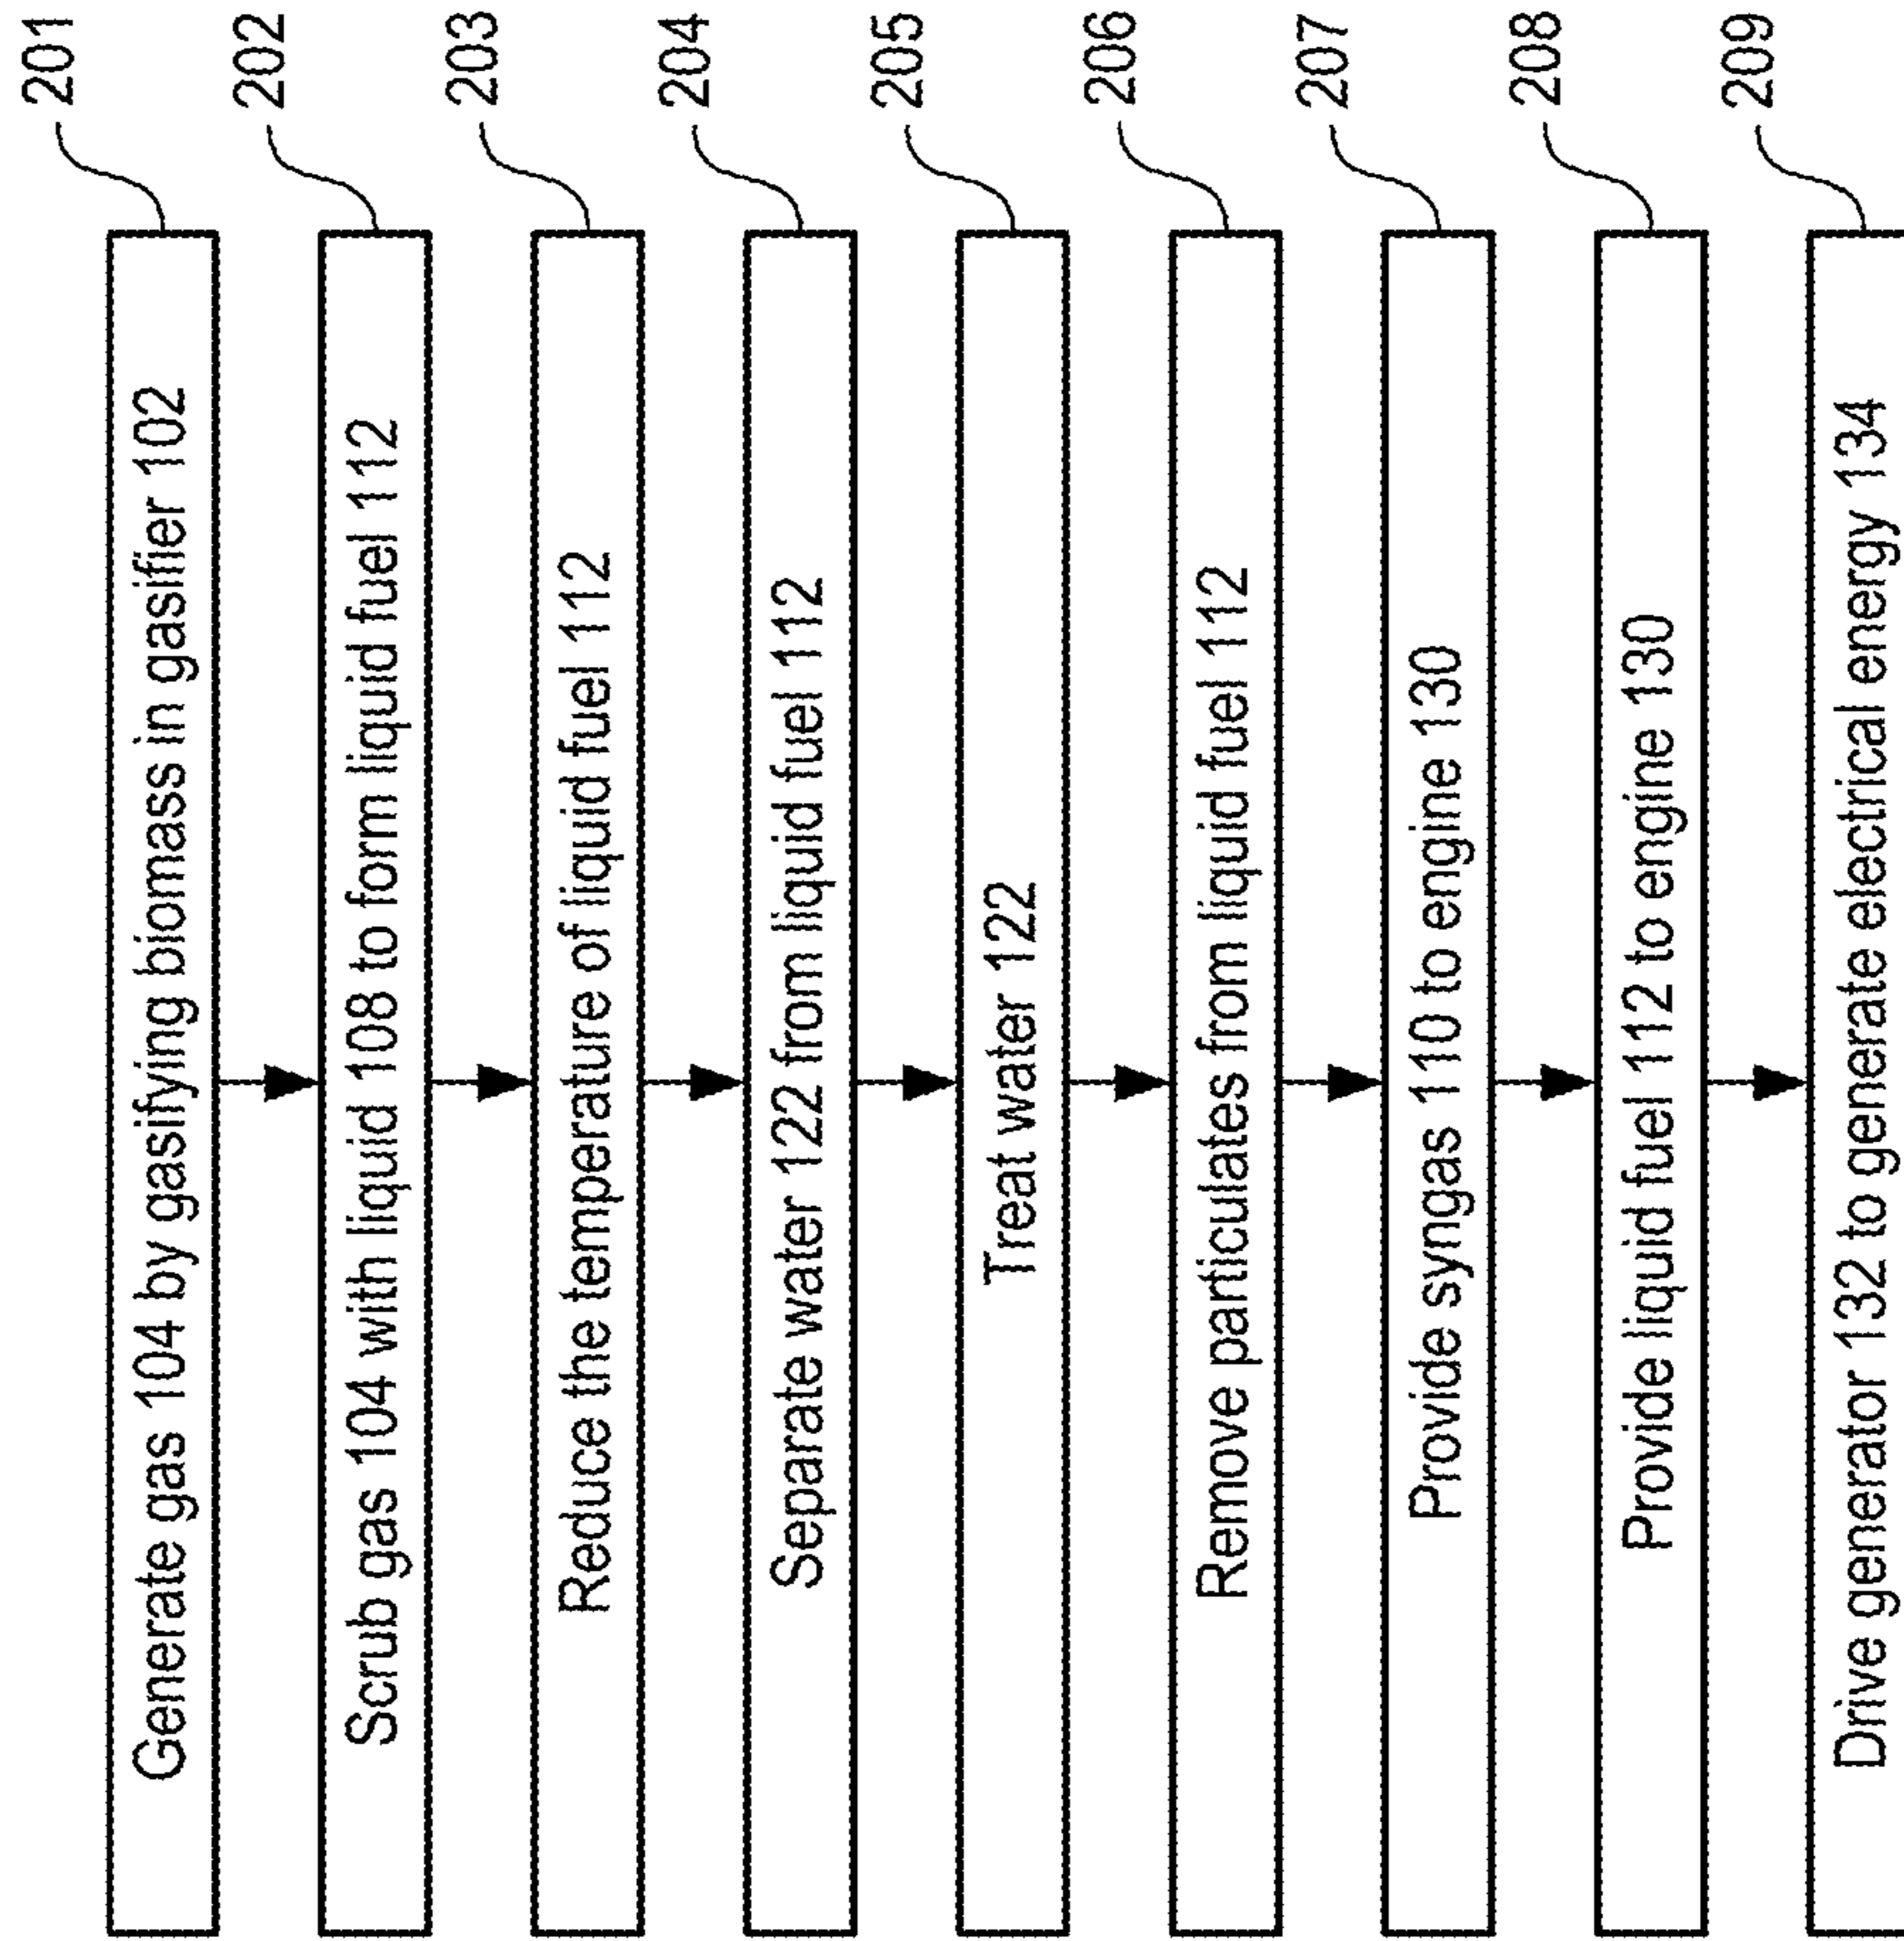 Generate gas 104 by gasifying biomass in gasifier 102
201
Scrub gas 104 with liquid 108 to form liquid fuel 112
202
Reduce the temperature of liquid fuel 112
203
Separate water 122 from liquid fuel 112
204
Treat water 122
205
Remove particulates from liquid fuel 112
206
Provide syngas 110 to engine 130
207
Provide liquid fuel 112 to engine 130
208
Drive generator 132 to generate electrical energy 134
209